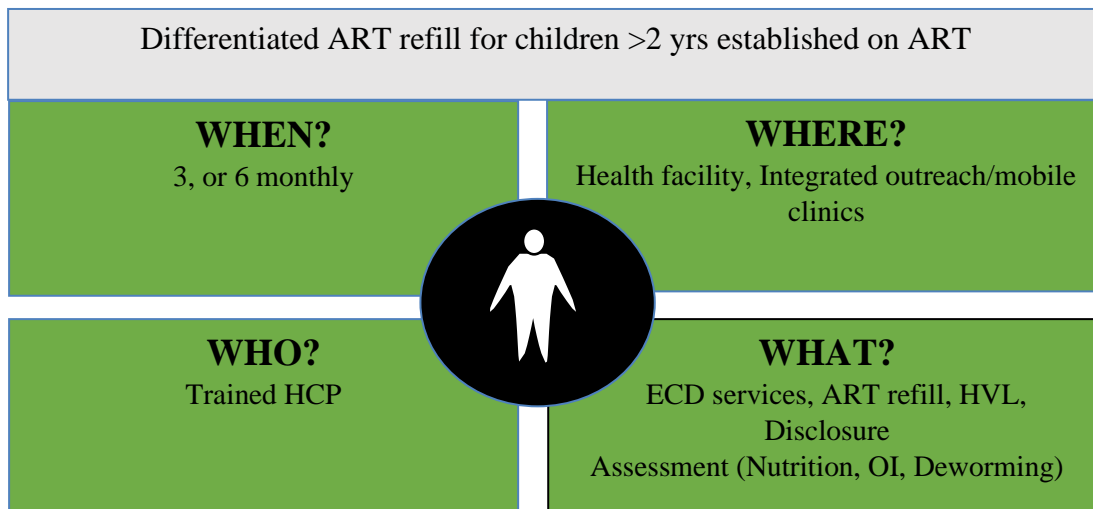 Differentiated ART refill for children >2 yrs established on ART
WHEN?
3, or 6 monthly
WHERE?
Health facility, Integrated outreach/mobile
clinics
WHO?
Trained HCP
WHAT?
ECD services, ART refill, HVL,
Disclosure
Assessment (Nutrition, OI, Deworming)